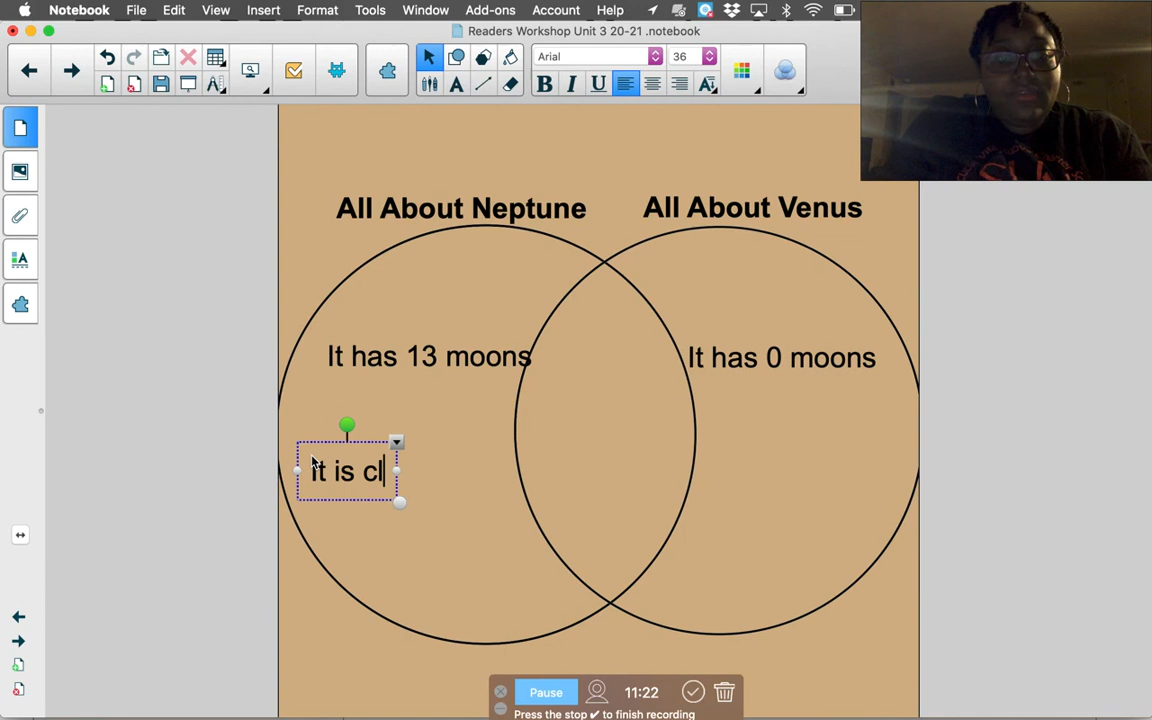 Notebook File Edit View Insert Format Tools Window Add-ons Account Help
Readers Workshop Unit 3 20-21 .notebook
Arial 36
B I U
All About Neptune All About Venus
It has 13 moons It has 0 moons
It is cl
Pause 11:22
Press the stop ✔ to finish recording